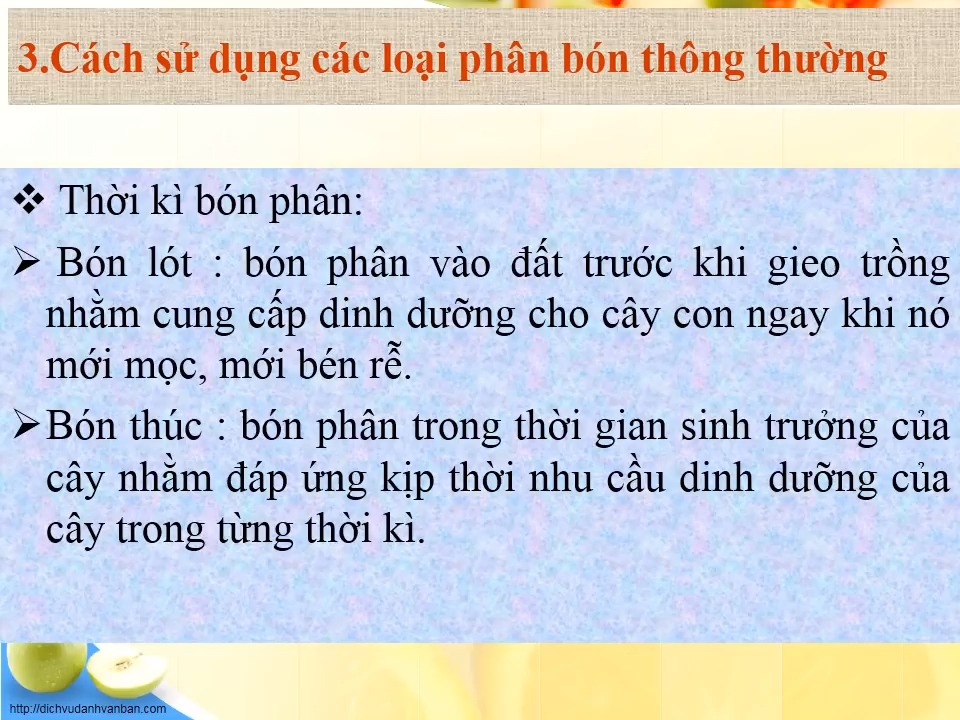 3.Cách sử dụng các loại phân bón thông thường
❖ Thời kì bón phân:
➢ Bón lót : bón phân vào đất trước khi gieo trồng
nhằm cung cấp dinh dưỡng cho cây con ngay khi nó
mới mọc, mới bén rễ.
➢ Bón thúc : bón phân trong thời gian sinh trưởng của
cây nhằm đáp ứng kịp thời nhu cầu dinh dưỡng của
cây trong từng thời kì.
http://dichvudanhvanban.com